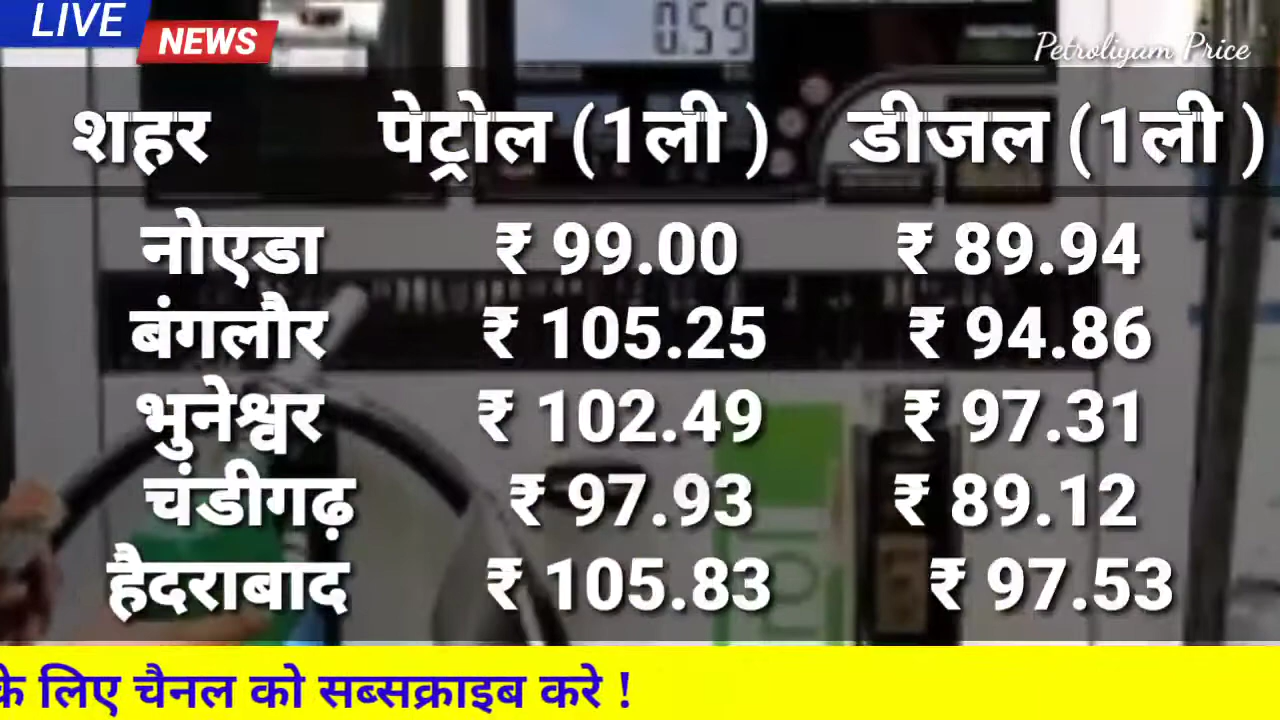 LIVE
NEWS
0.59
Petroliyam Price
शहर पेट्रोल (1ली ) डीजल (1ली )
नोएडा ₹ 99.00 ₹ 89.94
बंगलौर ₹ 105.25 ₹ 94.86
भुनेश्वर ₹ 102.49 ₹ 97.31
चंडीगढ़ ₹ 97.93 ₹ 89.12
हैदराबाद ₹ 105.83 ₹ 97.53
के लिए चैनल को सब्सक्राइब करे !